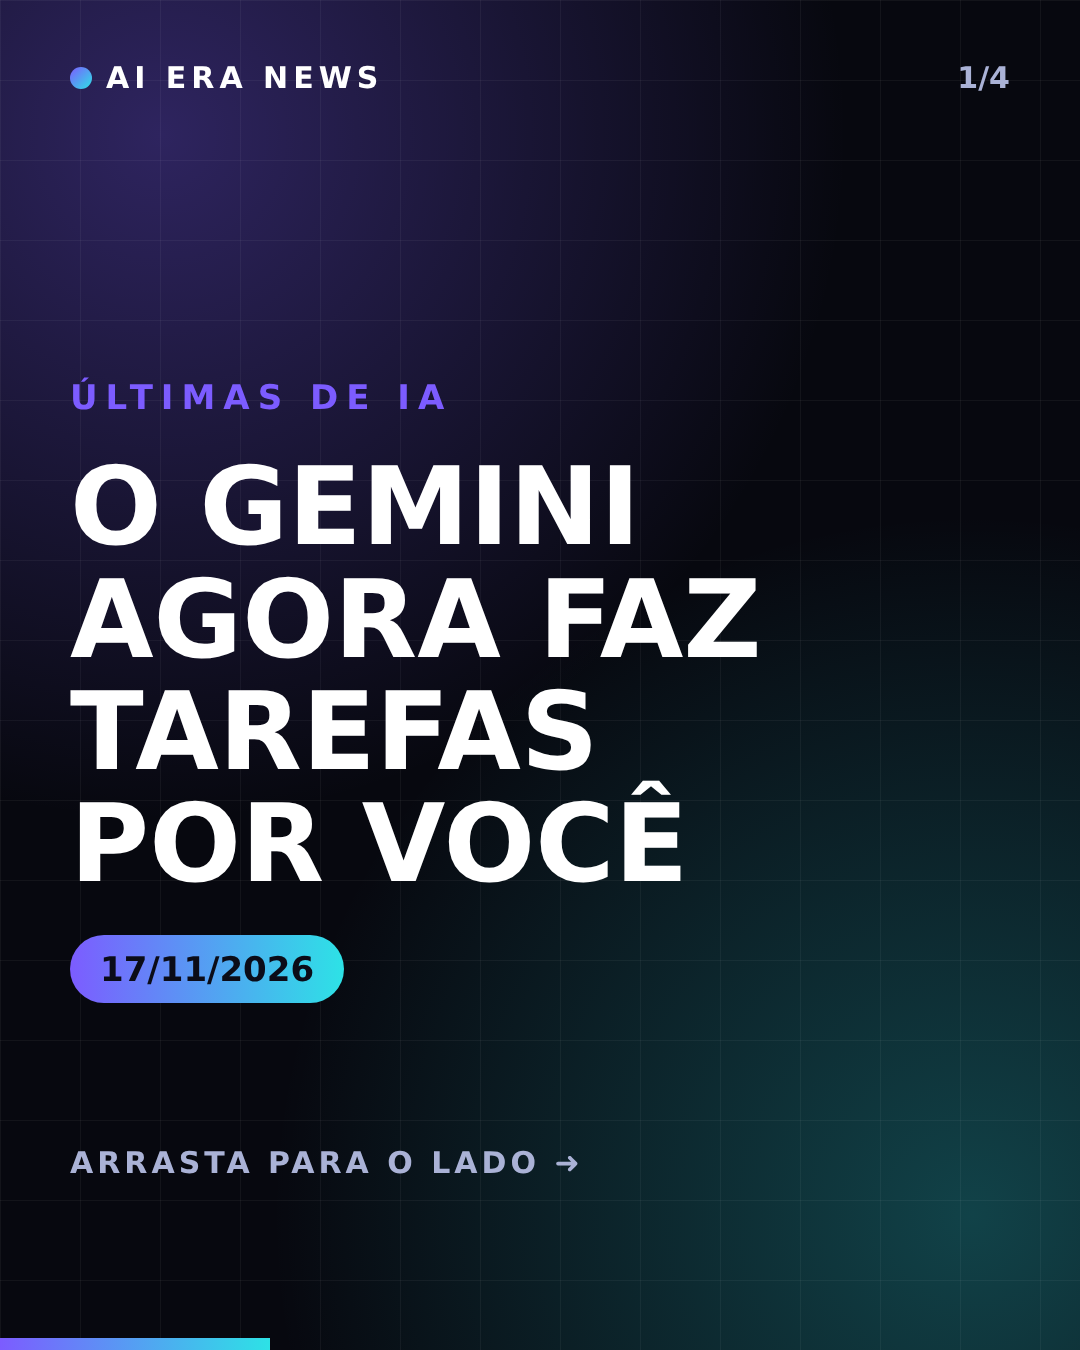 AI ERA NEWS
1/4
ÚLTIMAS DE IA
O GEMINI
AGORA FAZ
TAREFAS
POR VOCÊ
17/11/2026
ARRASTA PARA O LADO →